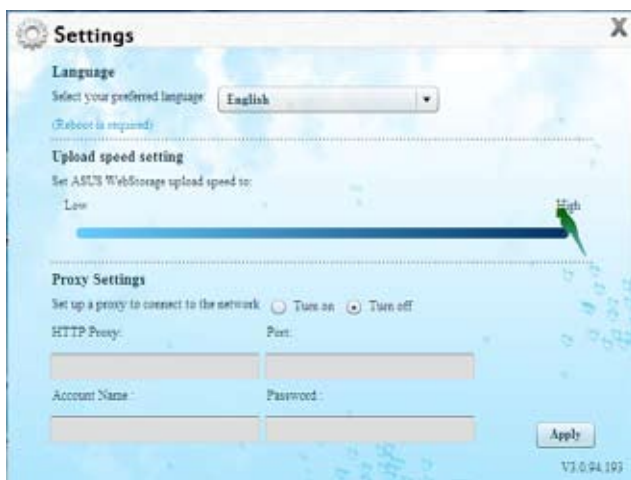 Settings
X
Language
Select your preferred language: English
(Reboot is required)
Upload speed setting
Set ASUS WebStorage upload speed to:
Low High
Proxy Settings
Set up a proxy to connect to the network Turn on Turn off
HTTP Proxy: Port:
Account Name : Password :
Apply
V3.0.94.193